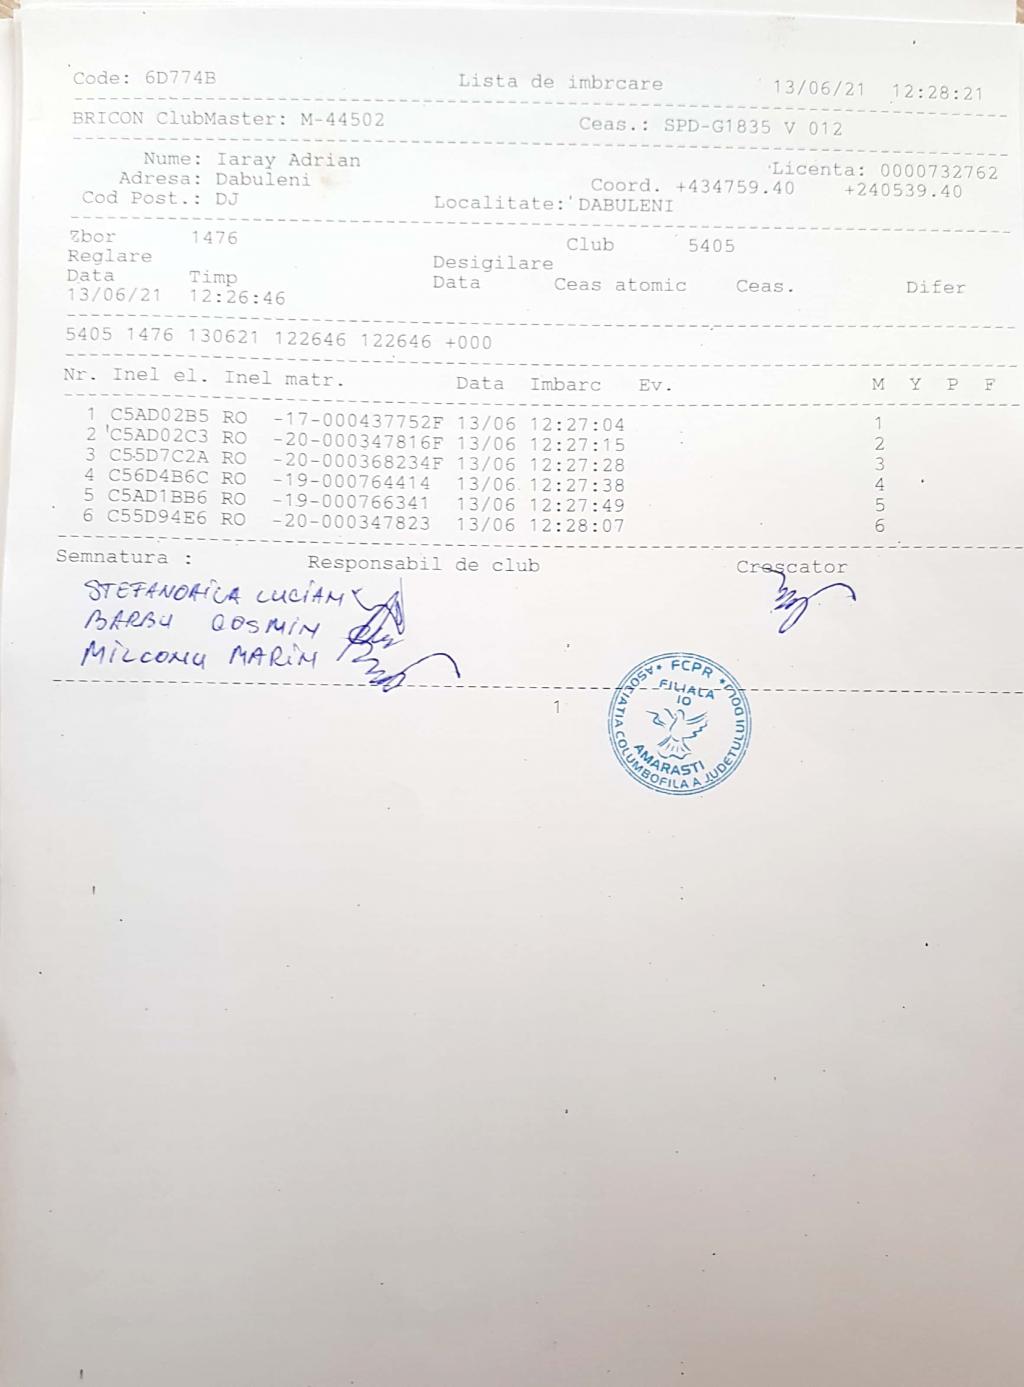 Code: 6D774B Lista de imbrcare 13/06/21 12:28:21
BRICON ClubMaster: M-44502 Ceas.: SPD-G1835 V 012
Nume: Iaray Adrian Licenta: 0000732762
Adresa: Dabuleni Coord. +434759.40 +240539.40
Cod Post.: DJ Localitate: DABULENI
Zbor 1476 Club 5405
Reglare Desigilare
Data Timp Data Ceas atomic Ceas. Difer
13/06/21 12:26:46
5405 1476 130621 122646 122646 +000
Nr. Inel el. Inel matr. Data Imbarc Ev. M Y P F
1 C5AD02B5 RO -17-000437752F 13/06 12:27:04 1
2 C5AD02C3 RO -20-000347816F 13/06 12:27:15 2
3 C55D7C2A RO -20-000368234F 13/06 12:27:28 3
4 C56D4B6C RO -19-000764414 13/06 12:27:38 4
5 C5AD1BB6 RO -19-000766341 13/06 12:27:49 5
6 C55D94E6 RO -20-000347823 13/06 12:28:07 6
Semnatura : Responsabil de club Crescator
LUCIAN
BARBU COSMIN
MILCOMU MARIN
1
FCPR
ASOCIATIA COLUMBOFILA A JUDETULUI DOLJ
FILIALA
10
AMARASTI